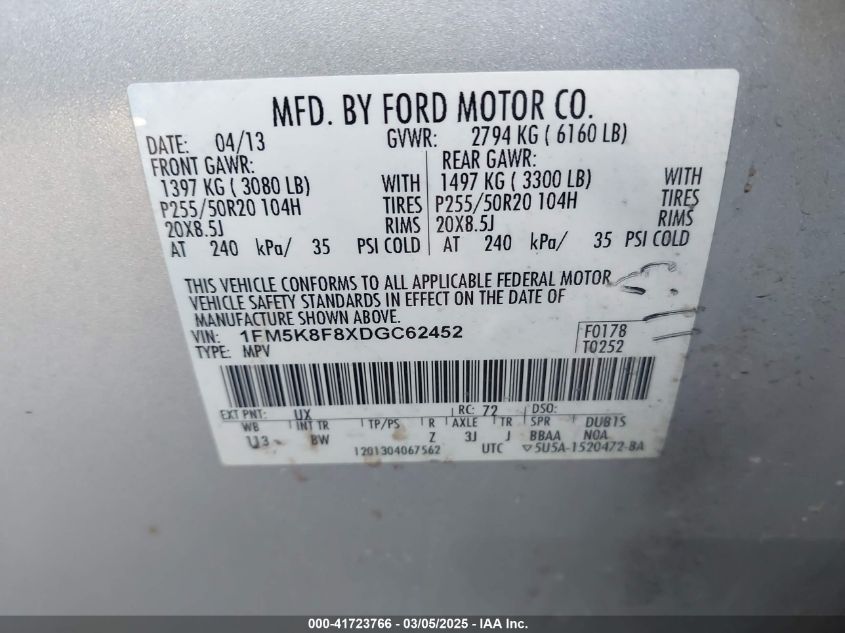 MFD. BY FORD MOTOR CO.
DATE: 04/13 GVWR: 2794 KG ( 6160 LB)
FRONT GAWR: REAR GAWR:
1397 KG ( 3080 LB) WITH 1497 KG ( 3300 LB) WITH
P255/50R20 104H TIRES P255/50R20 104H TIRES
20X8.5J RIMS 20X8.5J RIMS
AT 240 kPa/ 35 PSI COLD AT 240 kPa/ 35 PSI COLD
THIS VEHICLE CONFORMS TO ALL APPLICABLE FEDERAL MOTOR
VEHICLE SAFETY STANDARDS IN EFFECT ON THE DATE OF
MANUFACTURE SHOWN ABOVE.
VIN: 1FM5K8F8XDGC62452 F0178
TYPE: MPV T0252
EXT PNT: UX RC: 72 DSO:
WB INT TR TP/PS R AXLE TR SPR DUB1S
U3 BW Z 3J J BBAA NOA
1201304067562 UTC ▽5U5A-1520472-BA
000-41723766 - 03/05/2025 - IAA Inc.